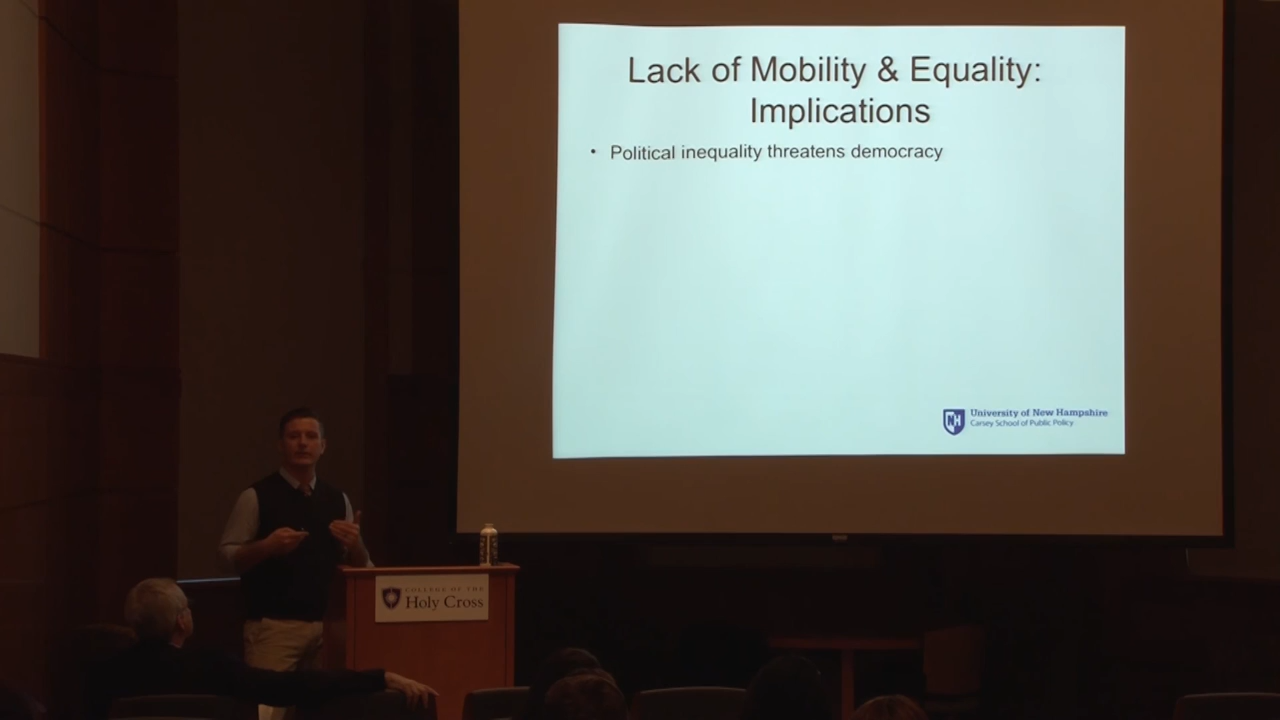 Lack of Mobility & Equality:
Implications
• Political inequality threatens democracy
NH
University of New Hampshire
Carsey School of Public Policy
COLLEGE OF THE
Holy Cross